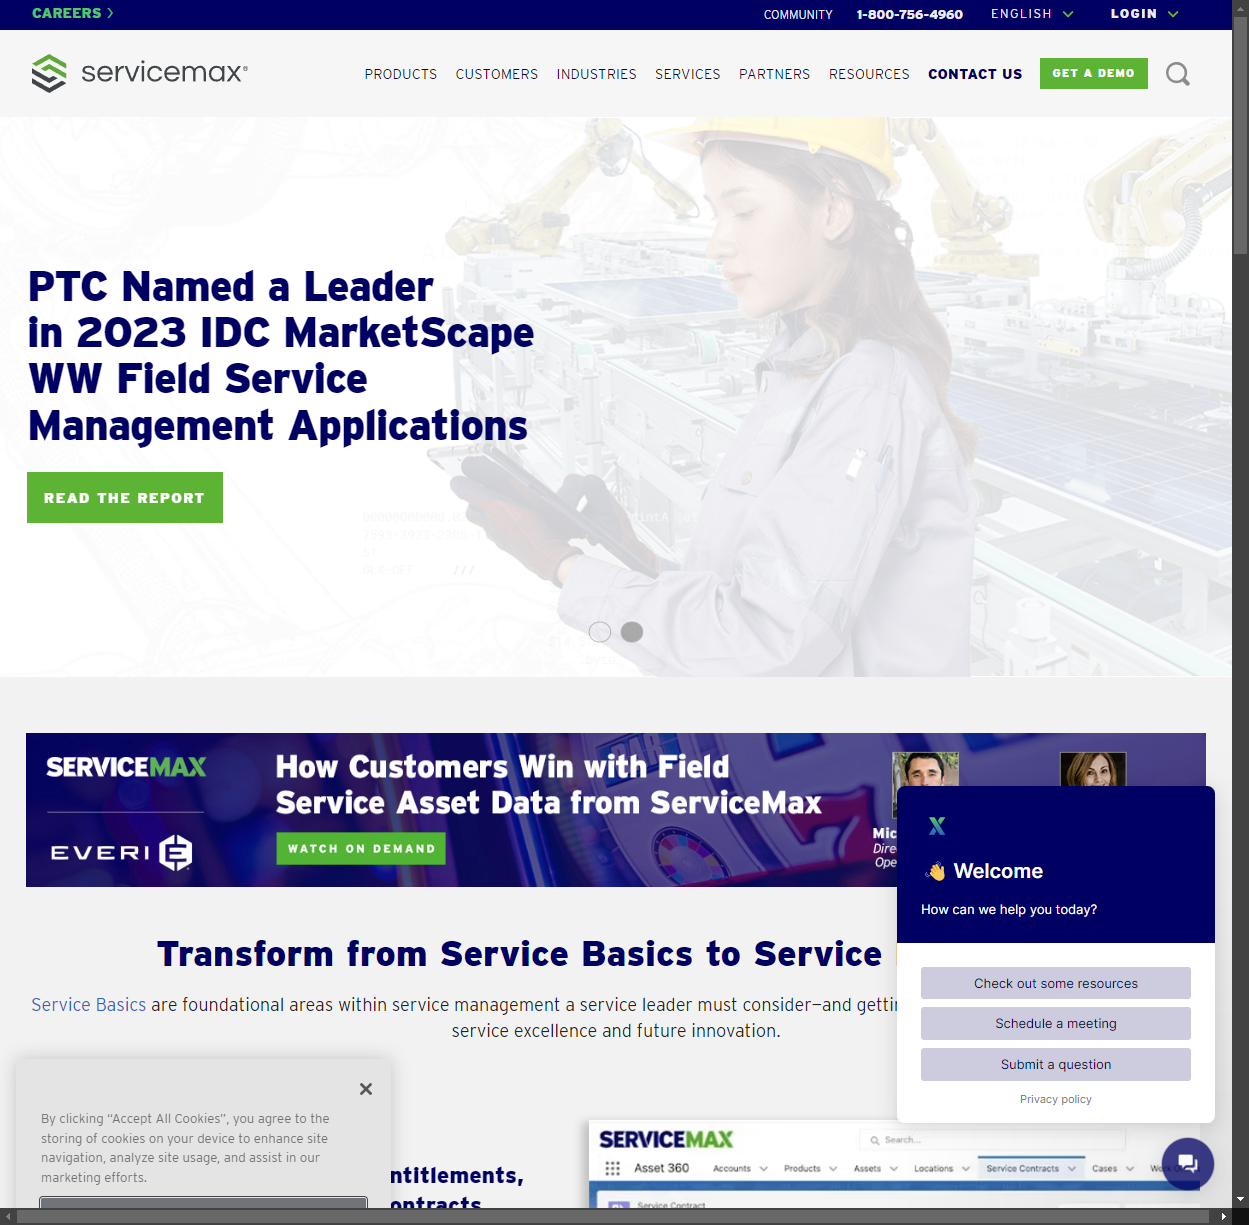 CAREERS
COMMUNITY 1-800-756-4960 ENGLISH LOGIN
servicemax®
PRODUCTS CUSTOMERS INDUSTRIES SERVICES PARTNERS RESOURCES CONTACT US GET A DEMO
PTC Named a Leader
in 2023 IDC MarketScape
WW Field Service
Management Applications
READ THE REPORT
SERVICEMAX
EVERI
How Customers Win with Field
Service Asset Data from ServiceMax
WATCH ON DEMAND
Mic
Dire
Ope
Transform from Service Basics to Service
Service Basics are foundational areas within service management a service leader must consider—and gettin
service excellence and future innovation.
Welcome
How can we help you today?
Check out some resources
Schedule a meeting
Submit a question
Privacy policy
By clicking “Accept All Cookies”, you agree to the
storing of cookies on your device to enhance site
navigation, analyze site usage, and assist in our
marketing efforts.
ntitlements,
ontracts
SERVICEMAX
Search...
Asset 360 Accounts Products Assets Locations Service Contracts Cases
Service Contract